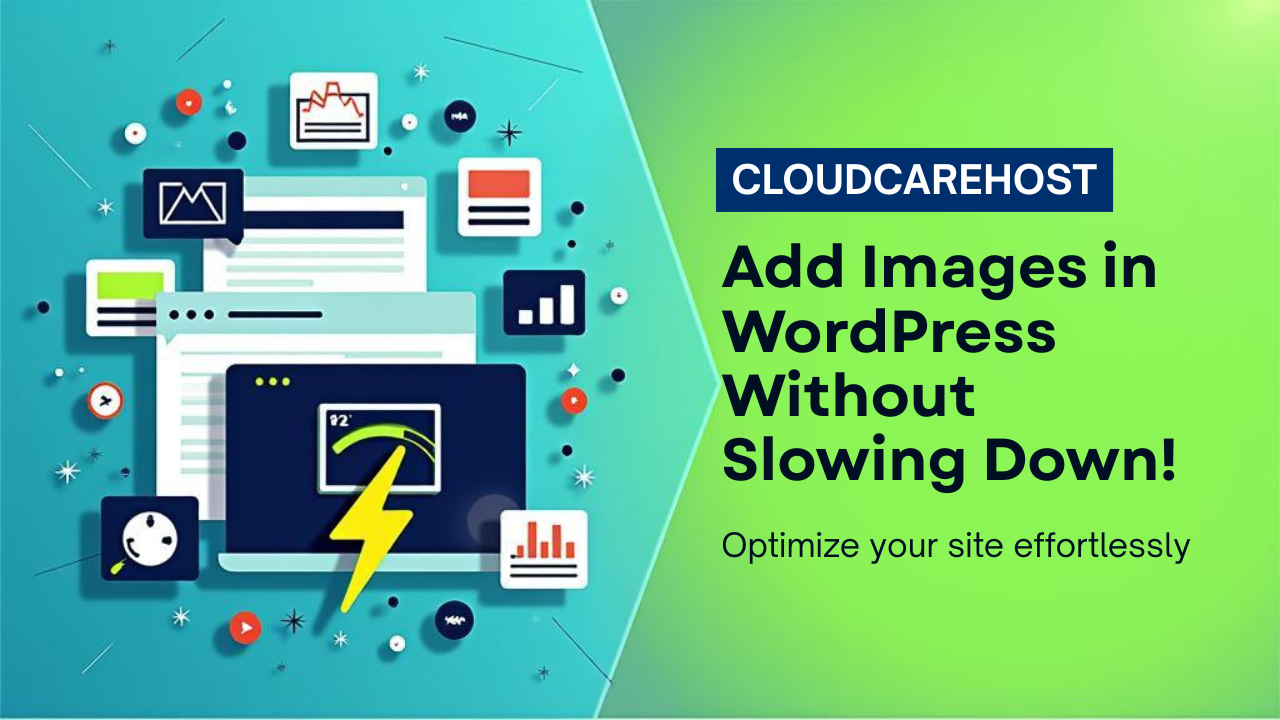 CLOUDCAREHOST
Add Images in
WordPress
Without
Slowing Down!
Optimize your site effortlessly